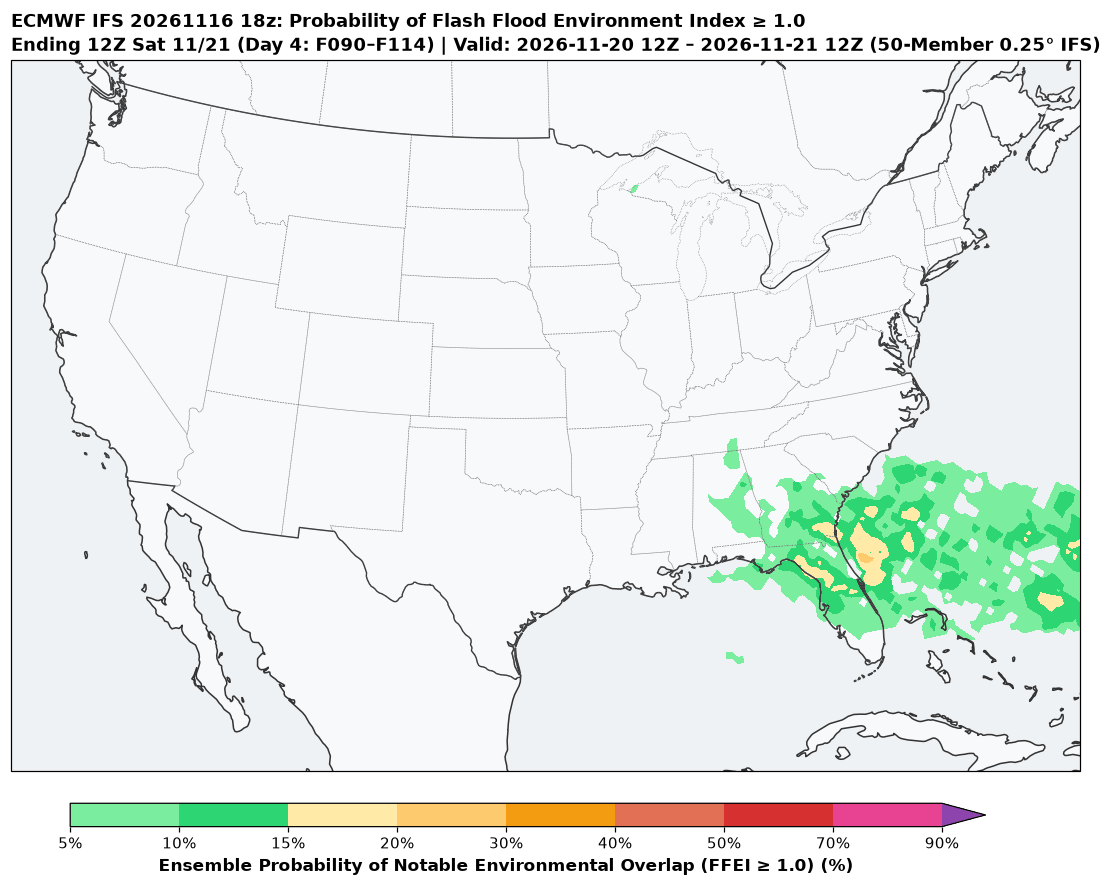 ECMWF IFS 20261116 18z: Probability of Flash Flood Environment Index ≥ 1.0
Ending 12Z Sat 11/21 (Day 4: F090–F114) | Valid: 2026-11-20 12Z – 2026-11-21 12Z (50-Member 0.25° IFS)
5% 10% 15% 20% 30% 40% 50% 70% 90%
Ensemble Probability of Notable Environmental Overlap (FFEI ≥ 1.0) (%)